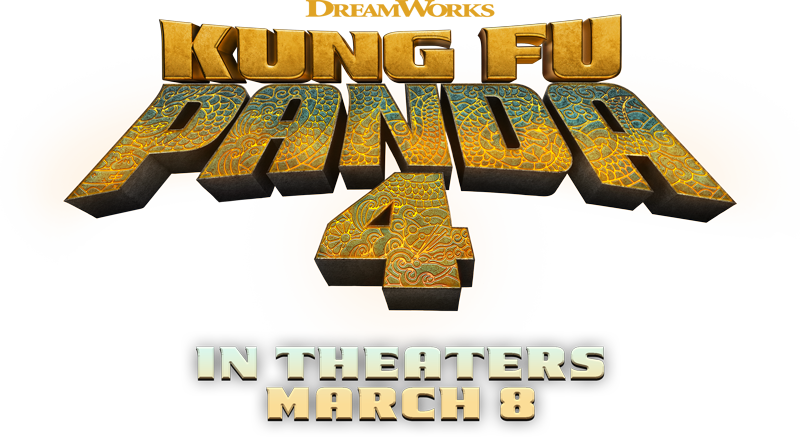 DREAMWORKS
KUNG FU
PANDA
4
IN THEATERS
MARCH 8